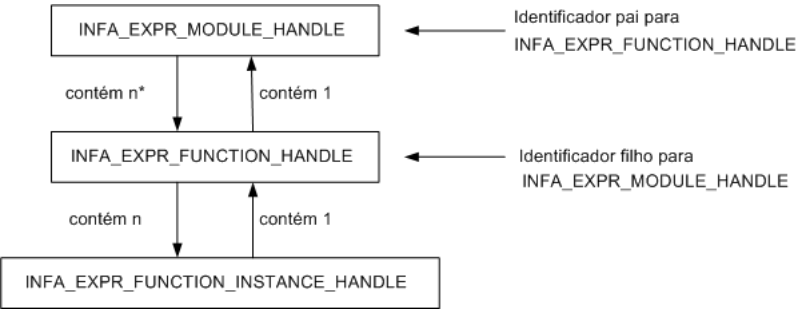 INFA_EXPR_MODULE_HANDLE
Identificador pai para
INFA_EXPR_FUNCTION_HANDLE
contém n*
contém 1
INFA_EXPR_FUNCTION_HANDLE
Identificador filho para
INFA_EXPR_MODULE_HANDLE
contém n
contém 1
INFA_EXPR_FUNCTION_INSTANCE_HANDLE